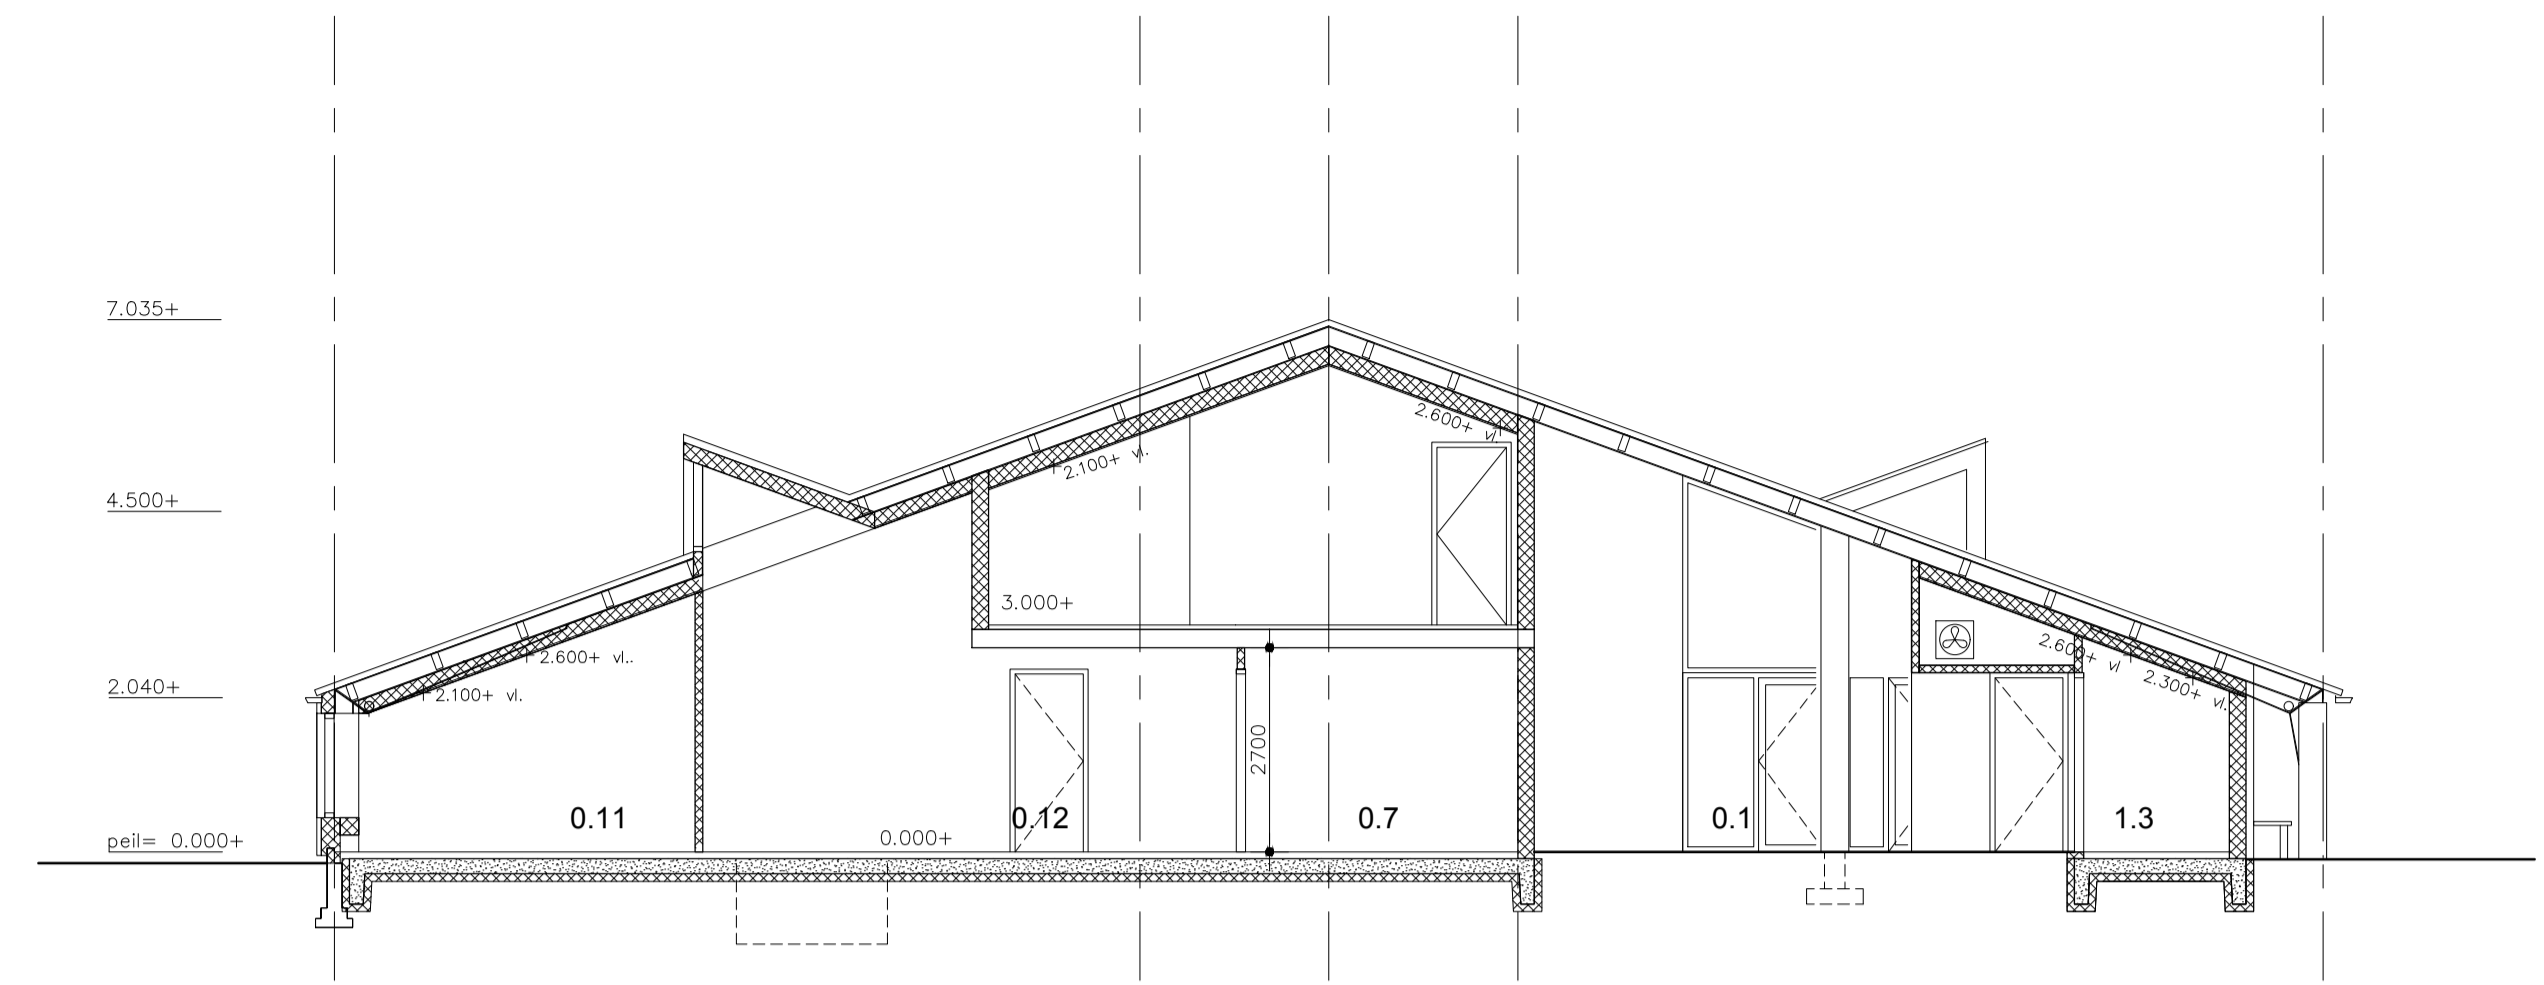 7.035+
2.600+ vl.
2.100+ vl.
4.500+
3.000+
2.600+ vl..
2.600+ vl
2.040+
2.100+ vl.
2.300+ vl.
2700
0.11
0.12
0.7
0.1
1.3
peil= 0.000+
0.000+